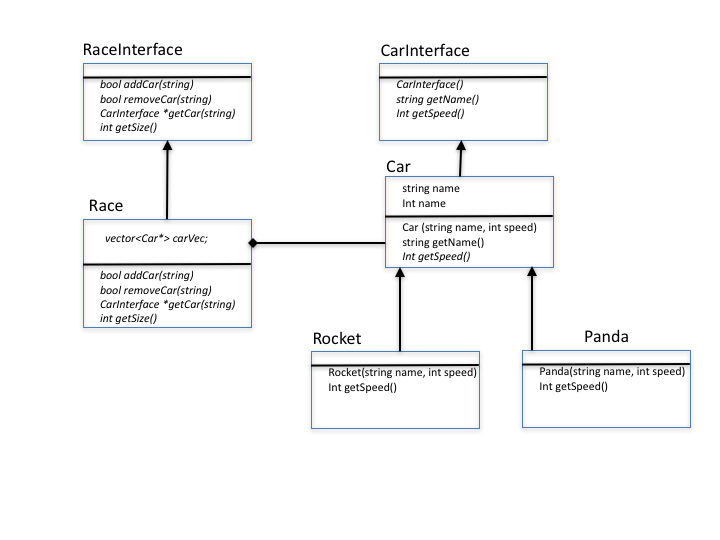 RaceInterface
bool addCar(string)
bool removeCar(string)
CarInterface *getCar(string)
int getSize()
CarInterface
CarInterface()
string getName()
Int getSpeed()
Race
vector<Car*> carVec;
bool addCar(string)
bool removeCar(string)
CarInterface *getCar(string)
int getSize()
Car
string name
Int name
Car (string name, int speed)
string getName()
Int getSpeed()
Rocket
Rocket(string name, int speed)
Int getSpeed()
Panda
Panda(string name, int speed)
Int getSpeed()